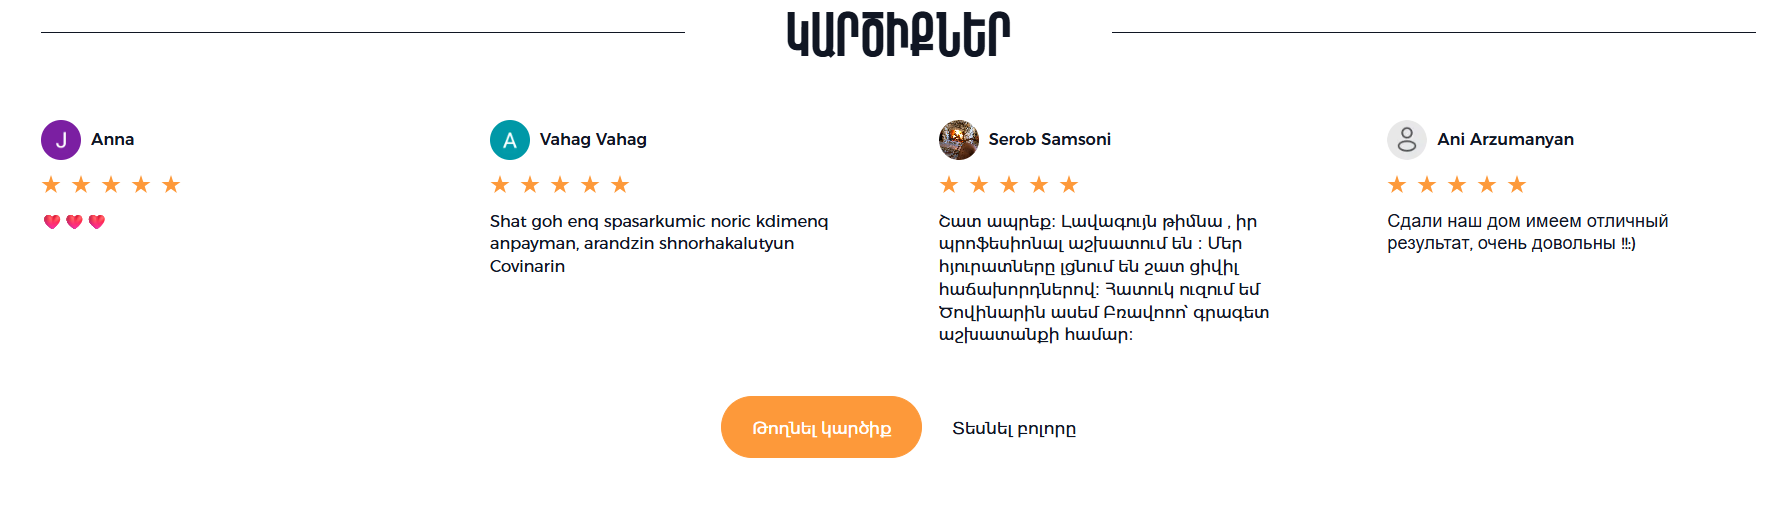 ԿԱՐԾԻՔՆԵՐ
J Anna
A Vahag Vahag
Serob Samsoni
Ani Arzumanyan
Shat goh enq spasarkumic noric kdimenq
anpayman, arandzin shnorhakalutyun
Covinarin
Շատ ապրեք: Լավագույն թիմնա , իր
պրոֆեսիոնալ աշխատում են : Մեր
հյուրատները լցնում են շատ ցիվիլ
հաճախորդներով: Հատուկ ուզում եմ
Ծովինարին ասեմ Բռավոոո՝ գրագետ
աշխատանքի համար:
Сдали наш дом имеем отличный
результат, очень довольны !!:)
Թողնել կարծիք
Տեսնել բոլորը